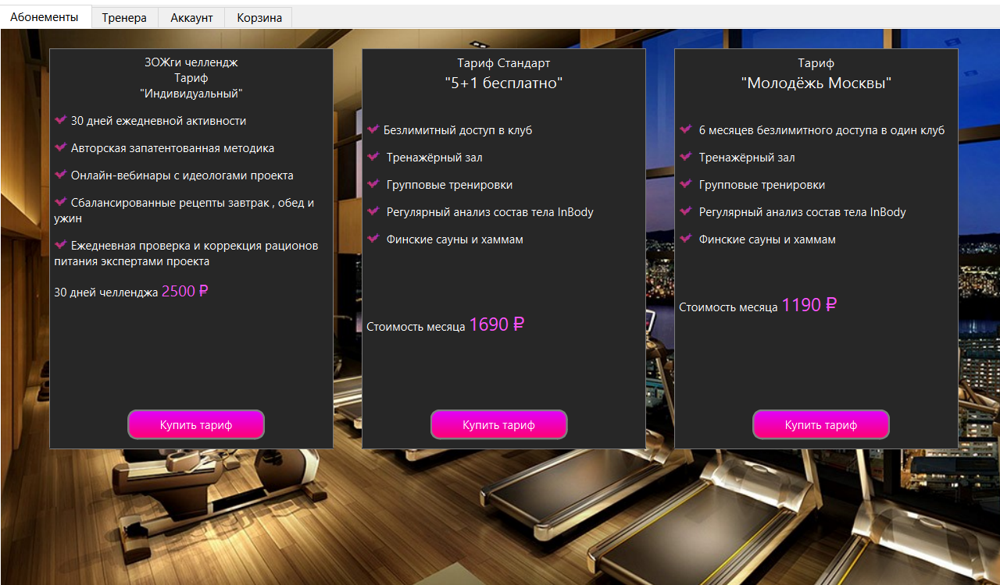 Абонементы
Тренера
Аккаунт
Корзина
ЗОЖги челлендж
Тариф
"Индивидуальный"
30 дней ежедневной активности
Авторская запатентованная методика
Онлайн-вебинары с идеологами проекта
Сбалансированные рецепты завтрак , обед и
ужин
Ежедневная проверка и коррекция рационов
питания экспертами проекта
30 дней челленджа 2500 ₽
Купить тариф
Тариф Стандарт
"5+1 бесплатно"
Безлимитный доступ в клуб
Тренажёрный зал
Групповые тренировки
Регулярный анализ состав тела InBody
Финские сауны и хаммам
Стоимость месяца 1690 ₽
Купить тариф
Тариф
"Молодёжь Москвы"
6 месяцев безлимитного доступа в один клуб
Тренажёрный зал
Групповые тренировки
Регулярный анализ состав тела InBody
Финские сауны и хаммам
Стоимость месяца 1190 ₽
Купить тариф